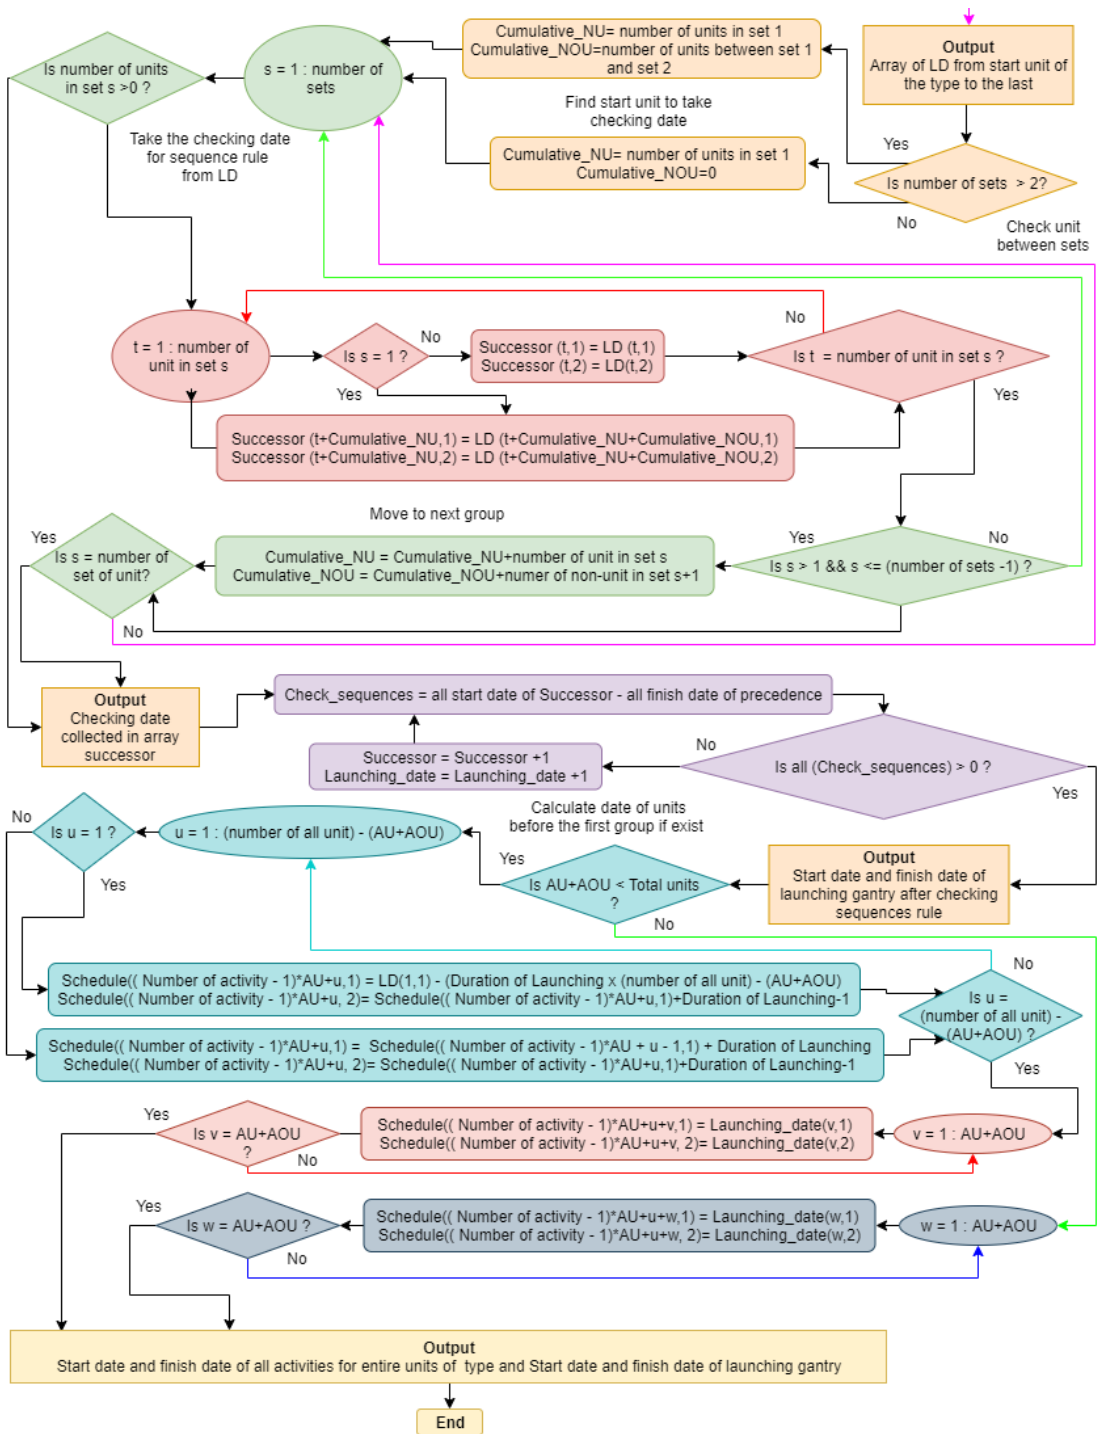 Cumulative_NU= number of units in set 1
Cumulative_NOU=number of units between set 1
and set 2
Output
Array of LD from start unit of
the type to the last
Is number of units
in set s >0 ?
s = 1 : number of
sets
Find start unit to take
checking date
Take the checking date
for sequence rule
from LD
Yes
Cumulative_NU= number of units in set 1
Cumulative_NOU=0
Is number of sets > 2?
No
Check unit
between sets
No
t = 1 : number of
unit in set s
Is s = 1 ?
No
Successor (t,1) = LD (t,1)
Successor (t,2) = LD(t,2)
Is t = number of unit in set s ?
Yes
Yes
Successor (t+Cumulative_NU,1) = LD (t+Cumulative_NU+Cumulative_NOU,1)
Successor (t+Cumulative_NU,2) = LD (t+Cumulative_NU+Cumulative_NOU,2)
Move to next group
Yes
Is s = number of
set of unit?
Cumulative_NU = Cumulative_NU+number of unit in set s
Cumulative_NOU = Cumulative_NOU+numer of non-unit in set s+1
Yes
No
Is s > 1 && s <= (number of sets -1) ?
No
Output
Checking date
collected in array
successor
Check_sequences = all start date of Successor - all finish date of precedence
No
Successor = Successor +1
Launching_date = Launching_date +1
Is all (Check_sequences) > 0 ?
Yes
Calculate date of units
before the first group if exist
No
Is u = 1 ?
u = 1 : (number of all unit) - (AU+AOU)
Yes
Yes
Is AU+AOU < Total units
?
No
Output
Start date and finish date of
launching gantry after checking
sequences rule
Schedule(( Number of activity - 1)*AU+u,1) = LD(1,1) - (Duration of Launching x (number of all unit) - (AU+AOU)
Schedule(( Number of activity - 1)*AU+u, 2)= Schedule(( Number of activity - 1)*AU+u,1)+Duration of Launching-1
No
Is u =
(number of all unit) -
(AU+AOU) ?
Schedule(( Number of activity - 1)*AU+u,1) = Schedule(( Number of activity - 1)*AU + u - 1,1) + Duration of Launching
Schedule(( Number of activity - 1)*AU+u, 2)= Schedule(( Number of activity - 1)*AU+u,1)+Duration of Launching-1
Yes
Yes
Is v = AU+AOU
?
No
Schedule(( Number of activity - 1)*AU+u+v,1) = Launching_date(v,1)
Schedule(( Number of activity - 1)*AU+u+v, 2)= Launching_date(v,2)
v = 1 : AU+AOU
Yes
Is w = AU+AOU ?
No
Schedule(( Number of activity - 1)*AU+u+w,1) = Launching_date(w,1)
Schedule(( Number of activity - 1)*AU+u+w, 2)= Launching_date(w,2)
w = 1 : AU+AOU
Output
Start date and finish date of all activities for entire units of type and Start date and finish date of launching gantry
End